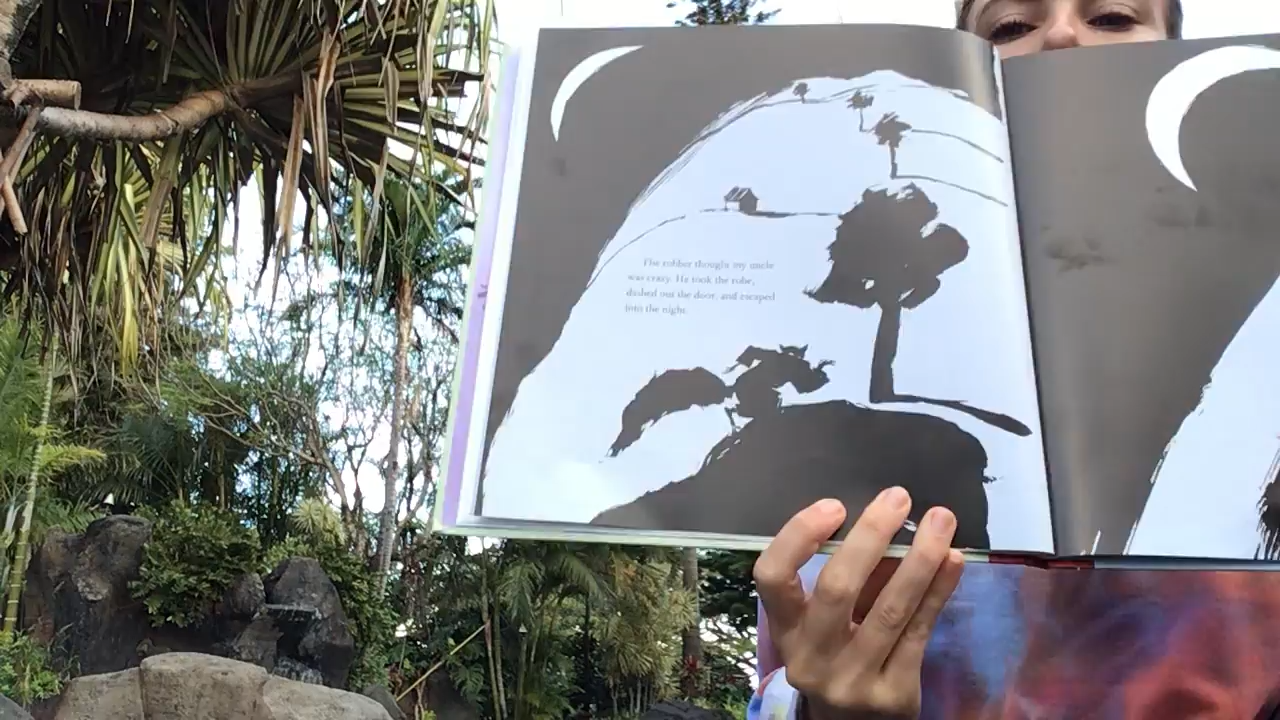 The robber thought my uncle
was crazy. He took the robe,
dashed out the door, and escaped
into the night.